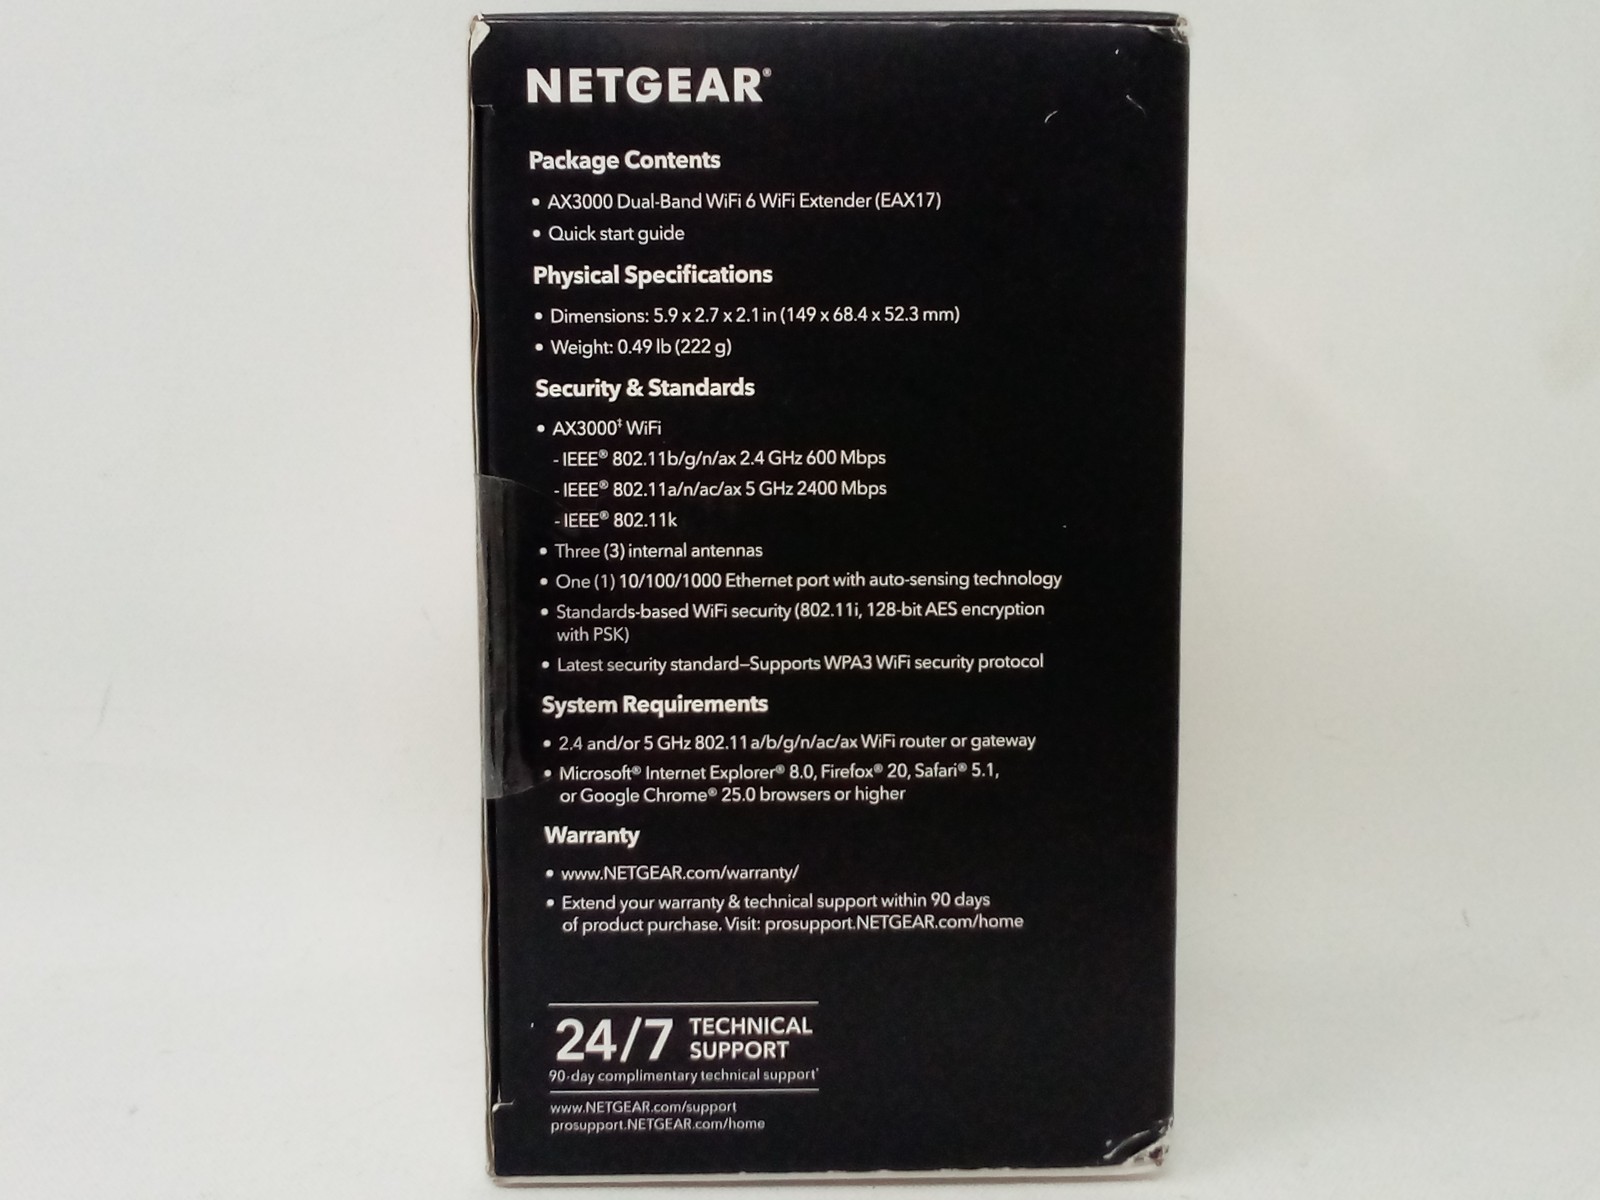 NETGEAR®
Package Contents
• AX3000 Dual-Band WiFi 6 WiFi Extender (EAX17)
• Quick start guide
Physical Specifications
• Dimensions: 5.9 x 2.7 x 2.1 in (149 x 68.4 x 52.3 mm)
• Weight: 0.49 lb (222 g)
Security & Standards
• AX3000‡ WiFi
- IEEE® 802.11b/g/n/ax 2.4 GHz 600 Mbps
- IEEE® 802.11a/n/ac/ax 5 GHz 2400 Mbps
- IEEE® 802.11k
• Three (3) internal antennas
• One (1) 10/100/1000 Ethernet port with auto-sensing technology
• Standards-based WiFi security (802.11i, 128-bit AES encryption
with PSK)
• Latest security standard–Supports WPA3 WiFi security protocol
System Requirements
• 2.4 and/or 5 GHz 802.11 a/b/g/n/ac/ax WiFi router or gateway
• Microsoft® Internet Explorer® 8.0, Firefox® 20, Safari® 5.1,
or Google Chrome® 25.0 browsers or higher
Warranty
• www.NETGEAR.com/warranty/
• Extend your warranty & technical support within 90 days
of product purchase. Visit: prosupport.NETGEAR.com/home
24/7 TECHNICAL
SUPPORT
90-day complimentary technical support*
www.NETGEAR.com/support
prosupport.NETGEAR.com/home